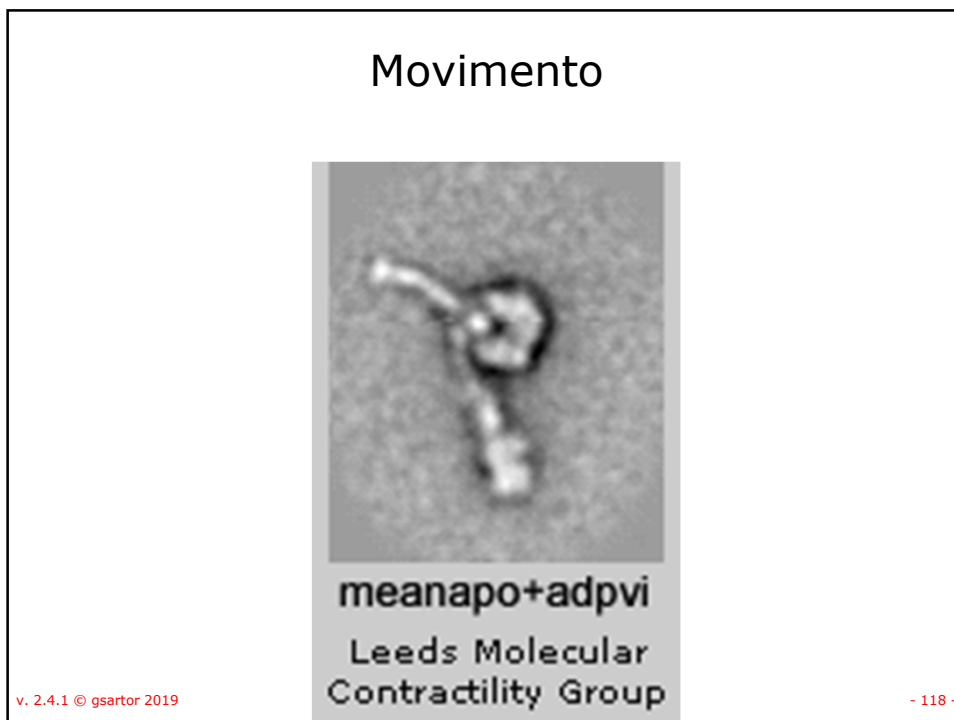 Movimento
meanapo+adpvi
Leeds Molecular
Contractility Group
v. 2.4.1 © gsartor 2019
- 118 -